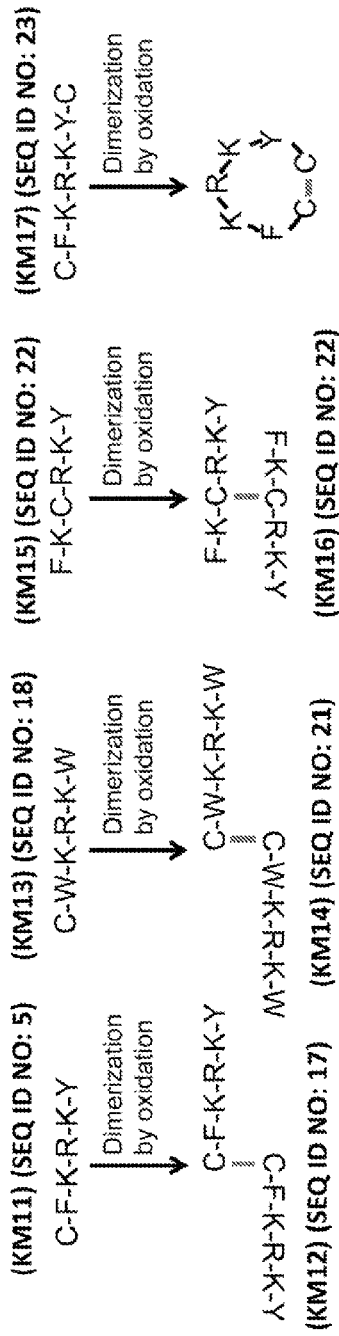 (KM11) (SEQ ID NO: 5)
C-F-K-R-K-Y
Dimerization
by oxidation
C-F-K-R-K-Y
C-F-K-R-K-Y
(KM12) (SEQ ID NO: 17)
(KM13) (SEQ ID NO: 18)
C-W-K-R-K-W
Dimerization
by oxidation
C-W-K-R-K-W
C-W-K-R-K-W
(KM14) (SEQ ID NO: 21)
(KM15) (SEQ ID NO: 22)
F-K-C-R-K-Y
Dimerization
by oxidation
F-K-C-R-K-Y
F-K-C-R-K-Y
(KM16) (SEQ ID NO: 22)
(KM17) (SEQ ID NO: 23)
C-F-K-R-K-Y-C
Dimerization
by oxidation
K-R-K
F Y
C C